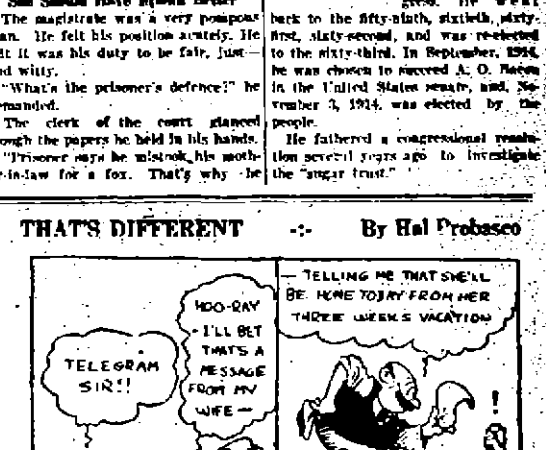 The magistrate was a very pompous
an. He felt his position acutely. He
lt it was his duty to be fair, just—
nd witty.
"What's the prisoner's defence?" he
emanded.
The clerk of the court glanced
ough the papers he held in his hands.
"Prisoner says he mistook his moth-
-in-law for a fox. That's why he
gress. He went
back to the fifty-ninth, sixtieth, sixty-
first, sixty-second, and was re-elected
to the sixty-third. In September, 1914,
he was chosen to succeed A. O. Bacon
in the United States senate, and, No-
vember 3, 1914, was elected by the
people.
He fathered a congressional resolu-
tion several years ago to investigate
the "sugar trust."
THAT'S DIFFERENT -:- By Hal Probasco
TELEGRAM
SIR!!
HOO-RAY
- I'LL BET
THAT'S A
MESSAGE
FROM MY
WIFE —
— TELLING ME THAT SHE'LL
BE HOME TODAY FROM HER
THREE WEEKS VACATION
!